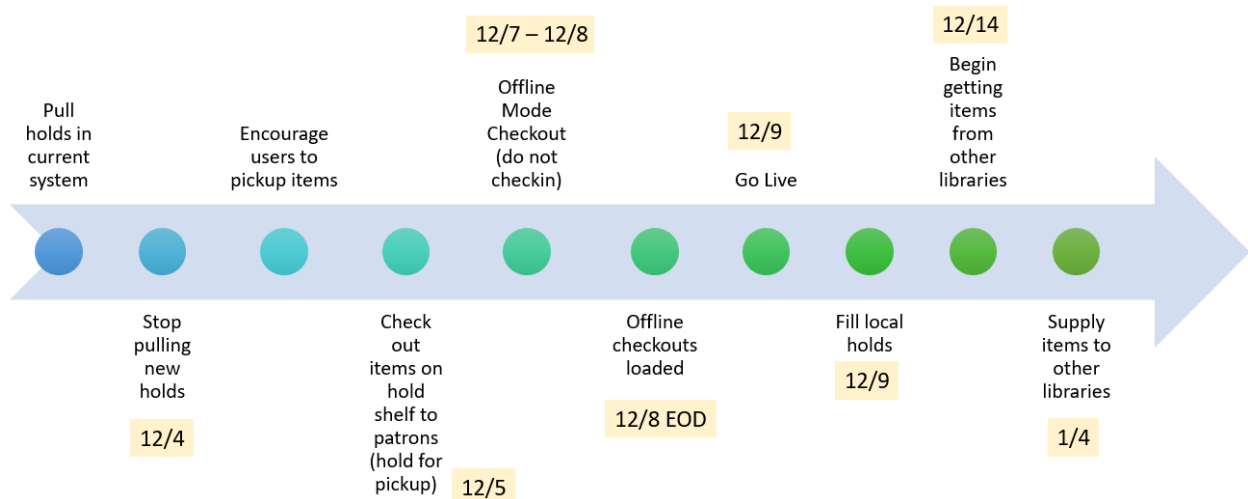 Pull
holds in
current
system
Stop
pulling
new
holds
12/4
Encourage
users to
pickup items
Check
out
items on
hold
shelf to
patrons
(hold for
pickup)
12/5
12/7 – 12/8
Offline
Mode
Checkout
(do not
checkin)
Offline
checkouts
loaded
12/8 EOD
12/9
Go Live
Fill local
holds
12/9
12/14
Begin
getting
items
from
other
libraries
Supply
items to
other
libraries
1/4